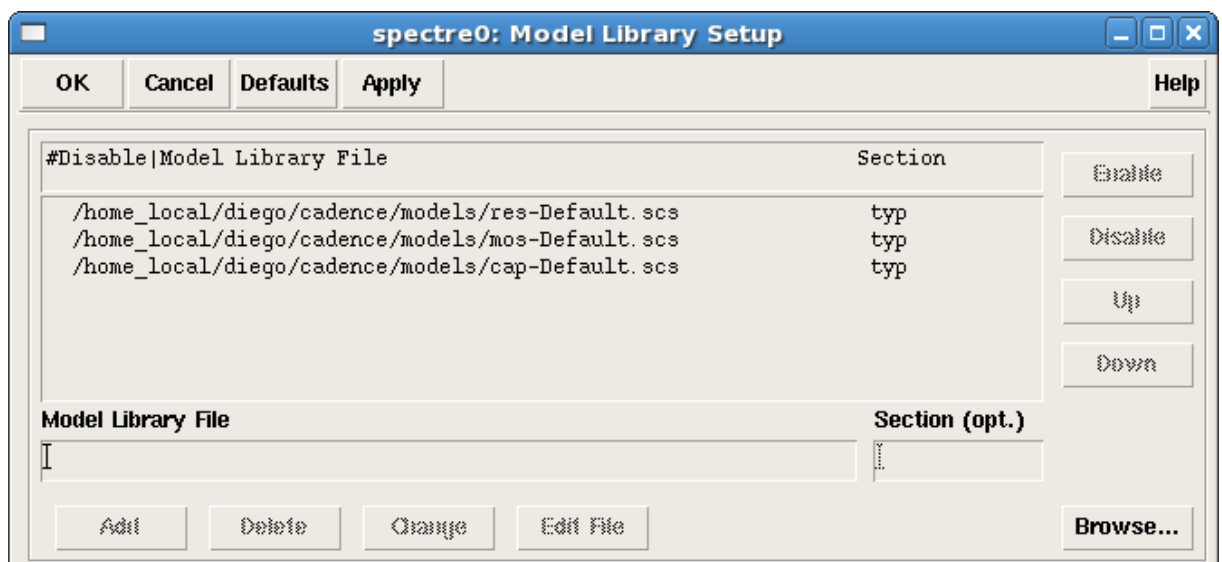 spectre0: Model Library Setup
OK Cancel Defaults Apply Help
#Disable|Model Library File Section
Enable
/home_local/diego/cadence/models/res-Default.scs typ
/home_local/diego/cadence/models/mos-Default.scs typ
Disable
/home_local/diego/cadence/models/cap-Default.scs typ
Up
Down
Model Library File Section (opt.)
Add Delete Change Edit File Browse...